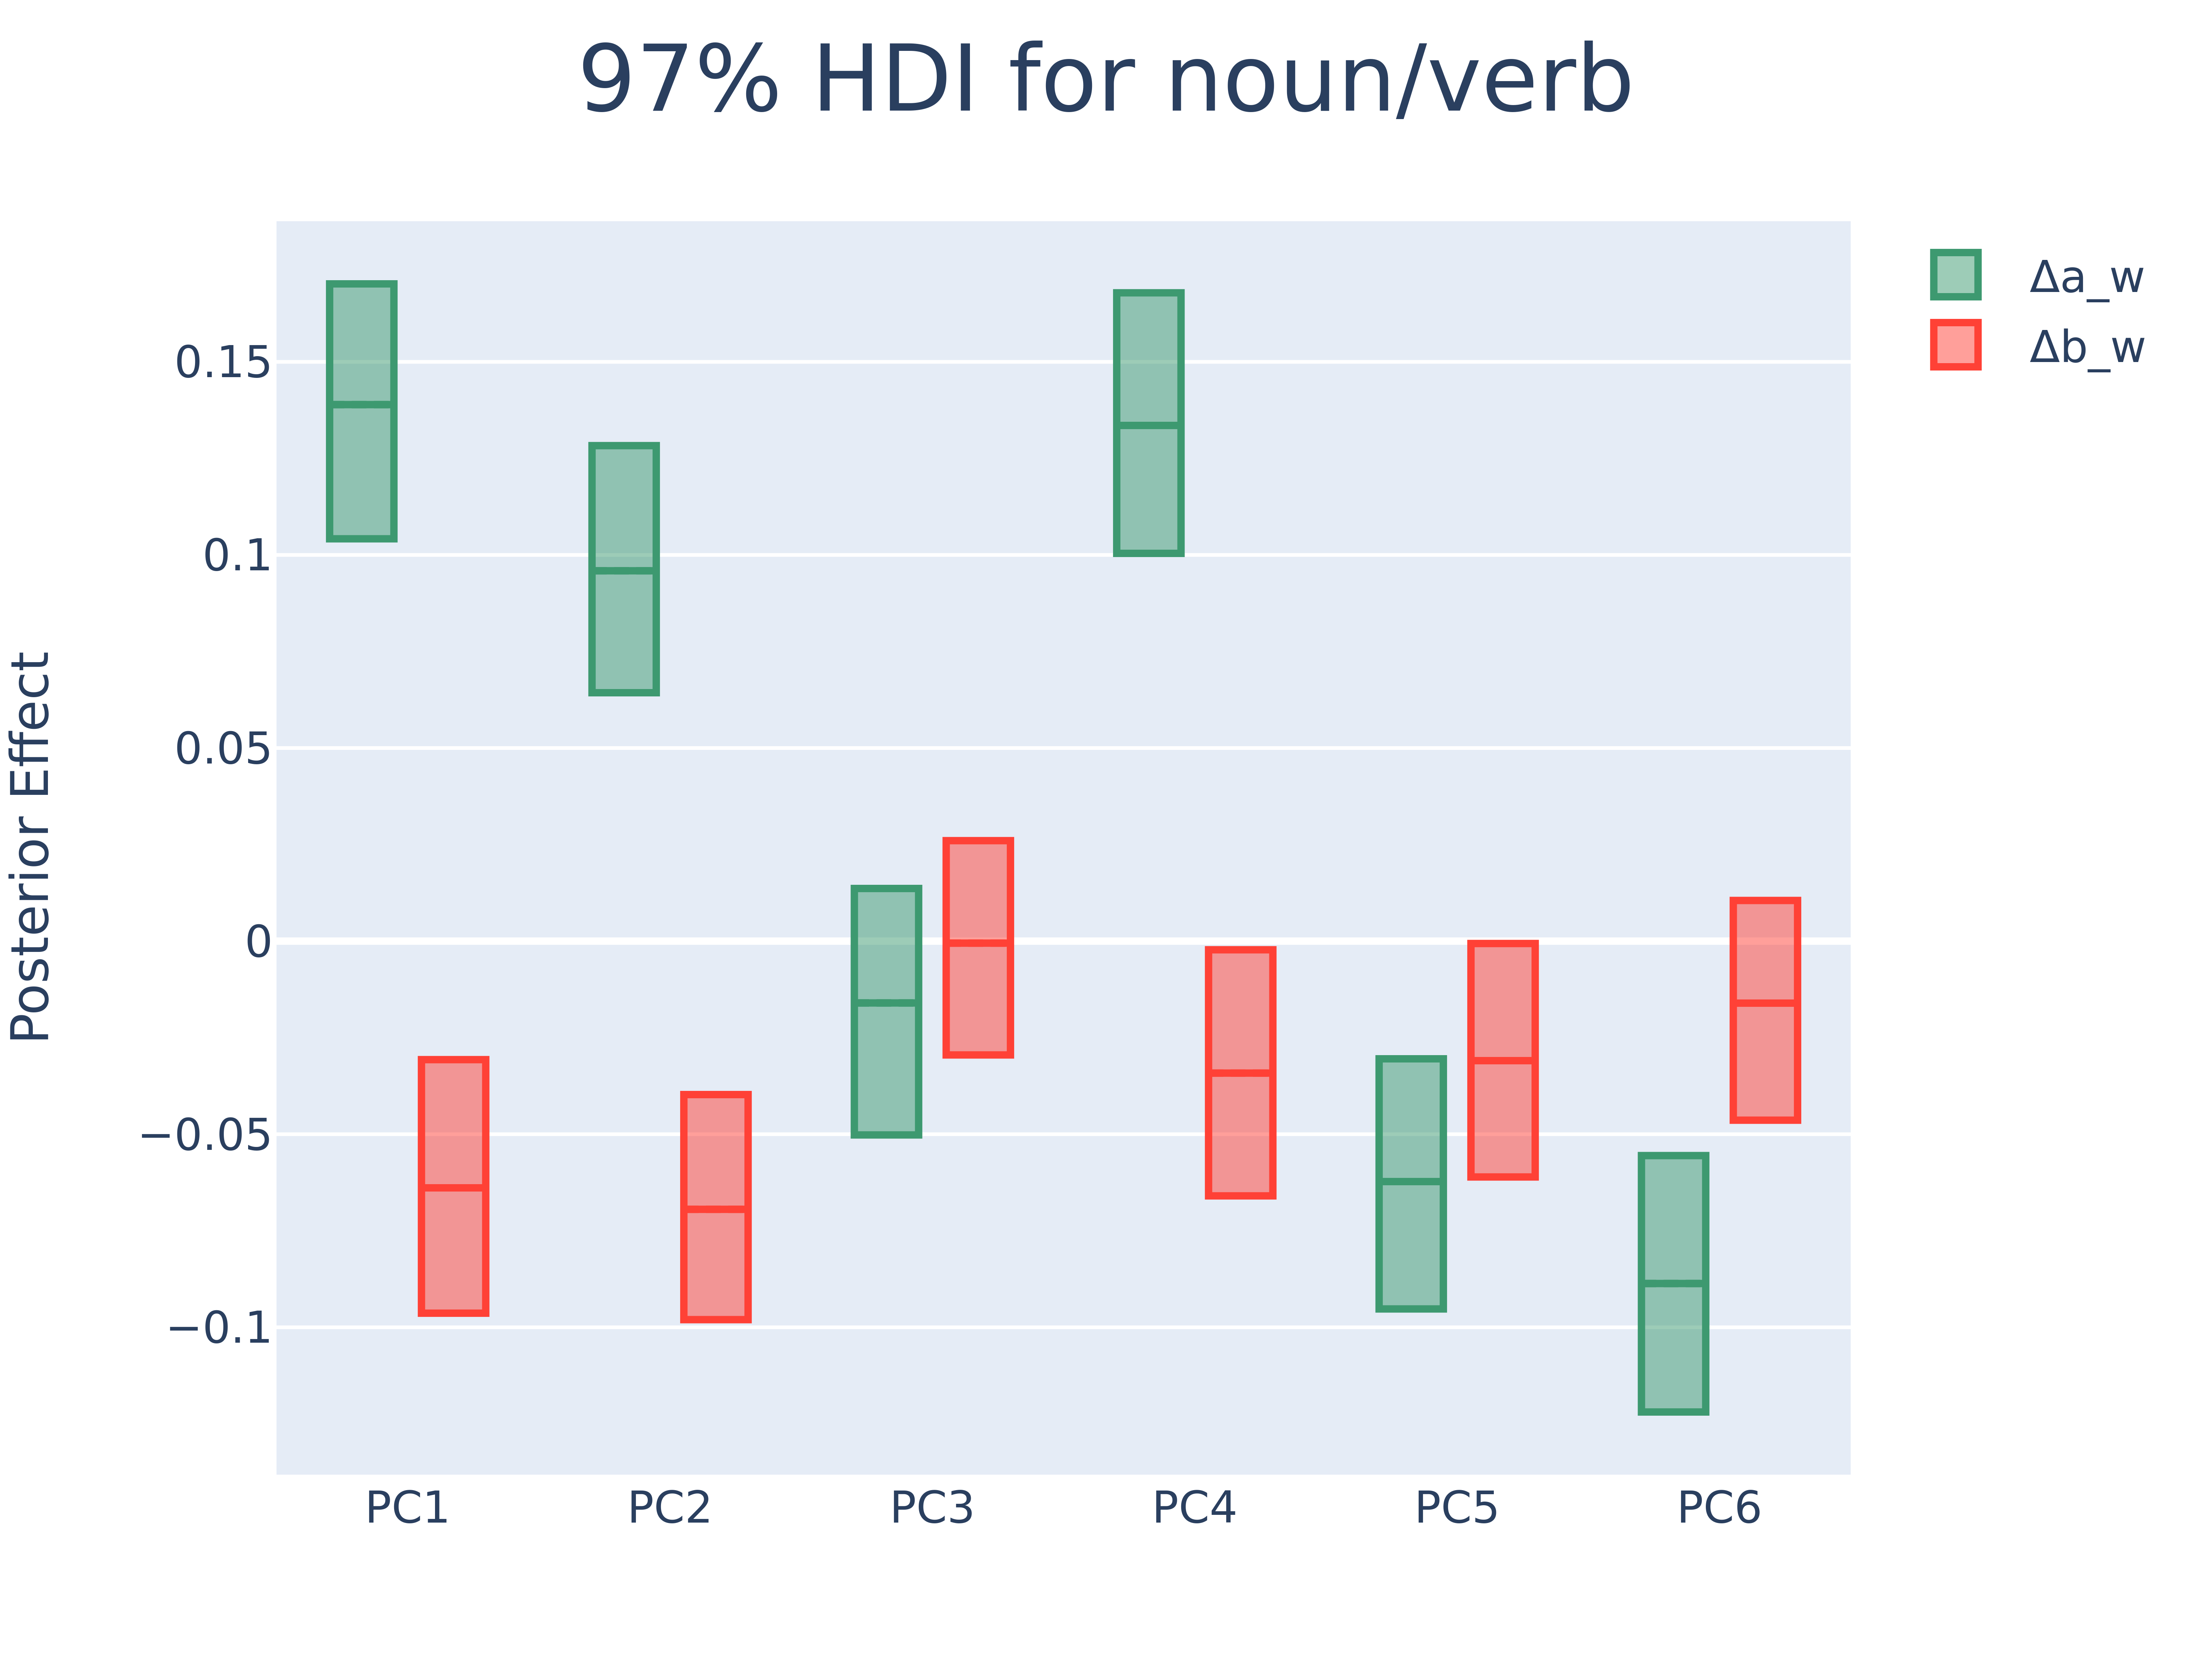 97% HDI for noun/verb
Δa_w
Δb_w
Posterior Effect
0.15
0.1
0.05
0
−0.05
−0.1
PC1 PC2 PC3 PC4 PC5 PC6